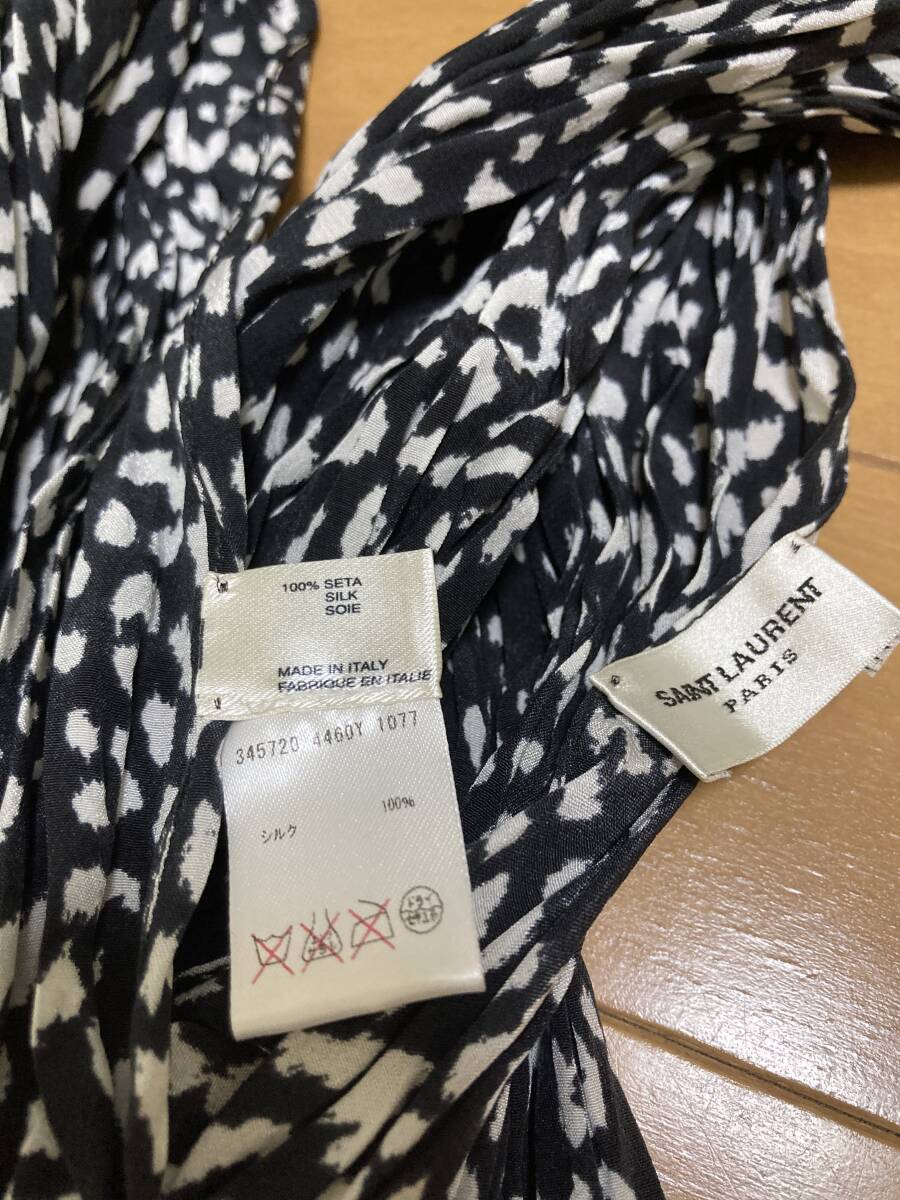 100% SETA
SILK
SOIE
MADE IN ITALY
FABRIQUE EN ITALIE
345720 4460Y 1077
100%
シルク
SAINT LAURENT
PARIS